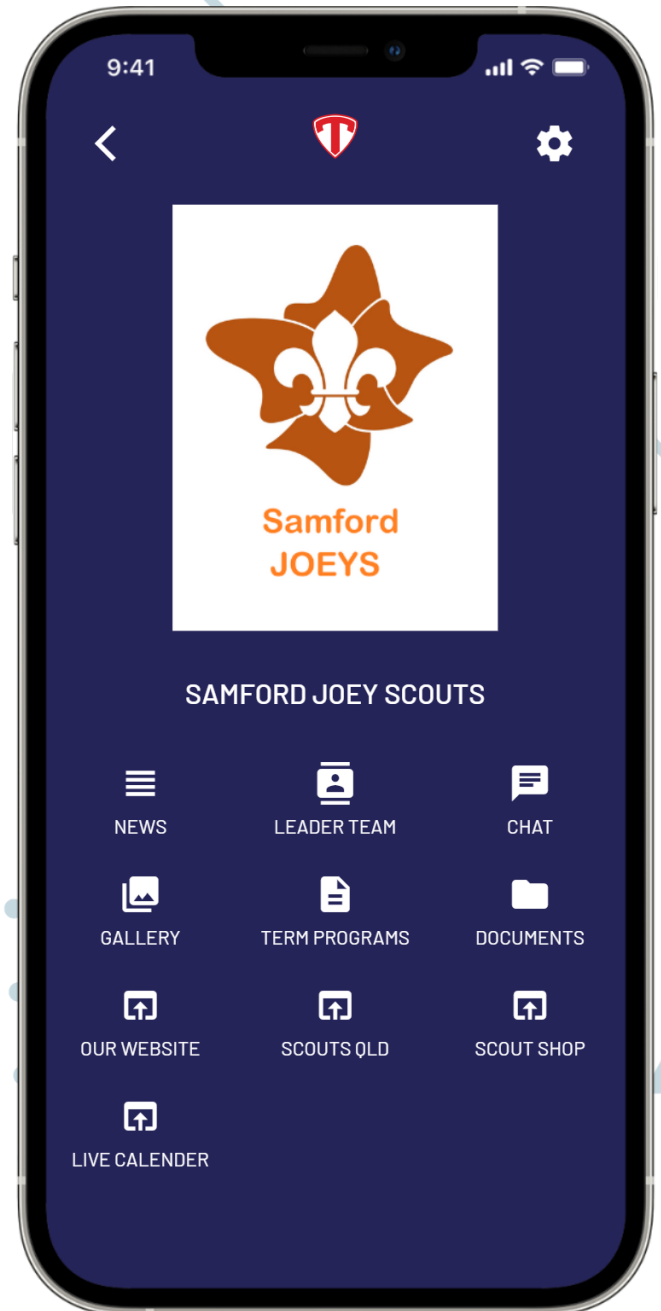 9:41
Samford
JOEYS
SAMFORD JOEY SCOUTS
NEWS LEADER TEAM CHAT
GALLERY TERM PROGRAMS DOCUMENTS
OUR WEBSITE SCOUTS QLD SCOUT SHOP
LIVE CALENDER